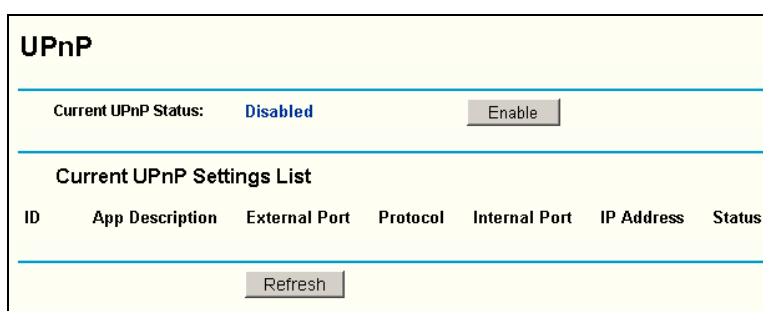 UPnP
Current UPnP Status: Disabled Enable
Current UPnP Settings List
ID App Description External Port Protocol Internal Port IP Address Status
Refresh